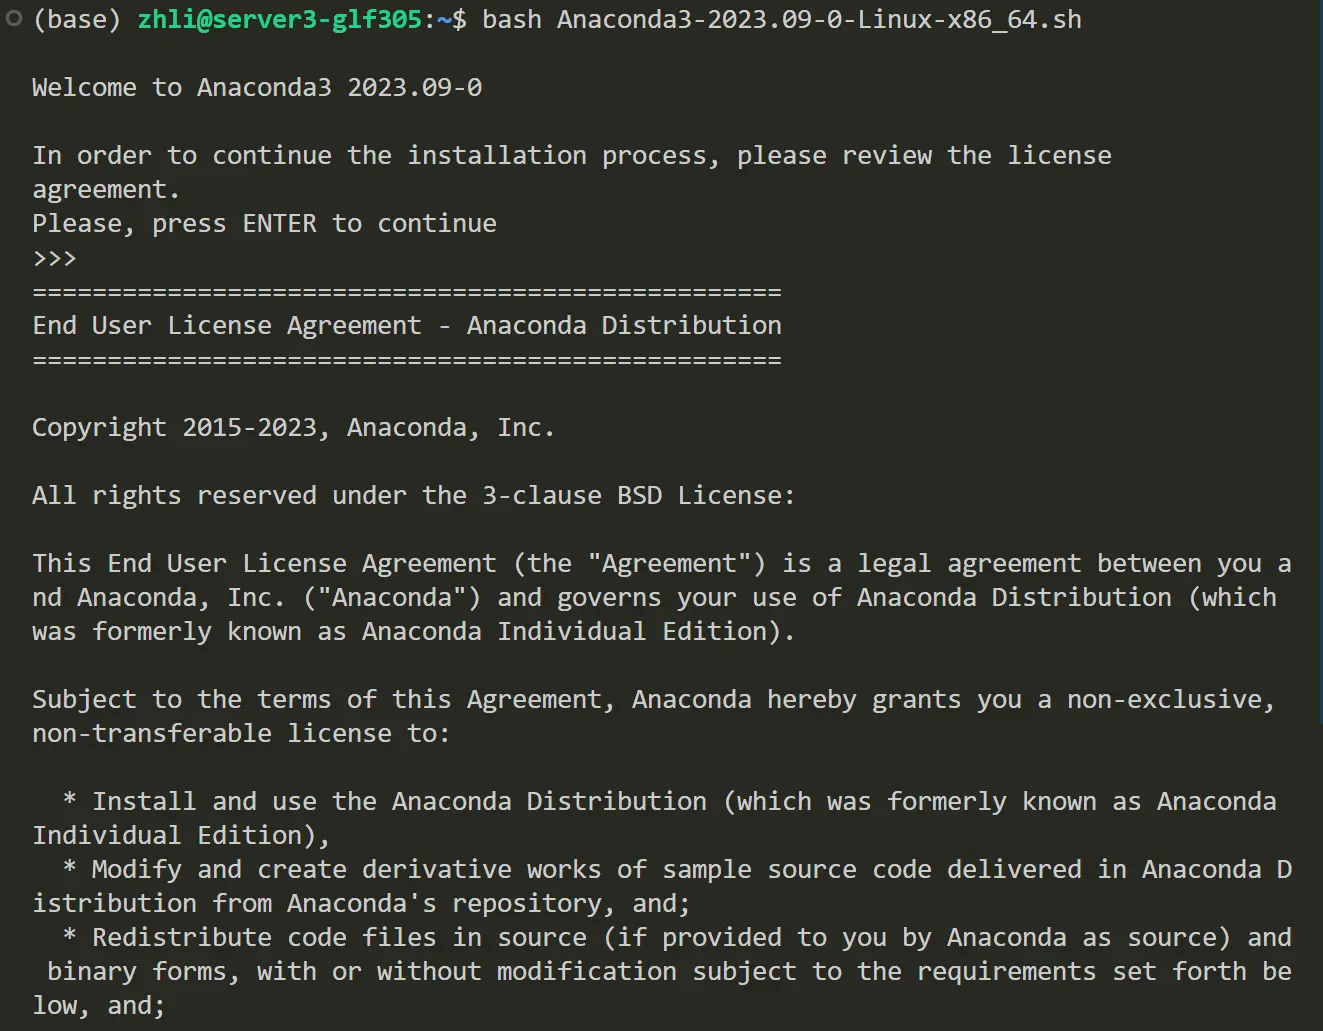 (base) zhli@server3-glf305:~$ bash Anaconda3-2023.09-0-Linux-x86_64.sh
Welcome to Anaconda3 2023.09-0
In order to continue the installation process, please review the license
agreement.
Please, press ENTER to continue
>>>
==================================================
End User License Agreement - Anaconda Distribution
==================================================
Copyright 2015-2023, Anaconda, Inc.
All rights reserved under the 3-clause BSD License:
This End User License Agreement (the "Agreement") is a legal agreement between you a
nd Anaconda, Inc. ("Anaconda") and governs your use of Anaconda Distribution (which
was formerly known as Anaconda Individual Edition).
Subject to the terms of this Agreement, Anaconda hereby grants you a non-exclusive,
non-transferable license to:
  * Install and use the Anaconda Distribution (which was formerly known as Anaconda
Individual Edition),
  * Modify and create derivative works of sample source code delivered in Anaconda D
istribution from Anaconda's repository, and;
  * Redistribute code files in source (if provided to you by Anaconda as source) and
 binary forms, with or without modification subject to the requirements set forth be
low, and;